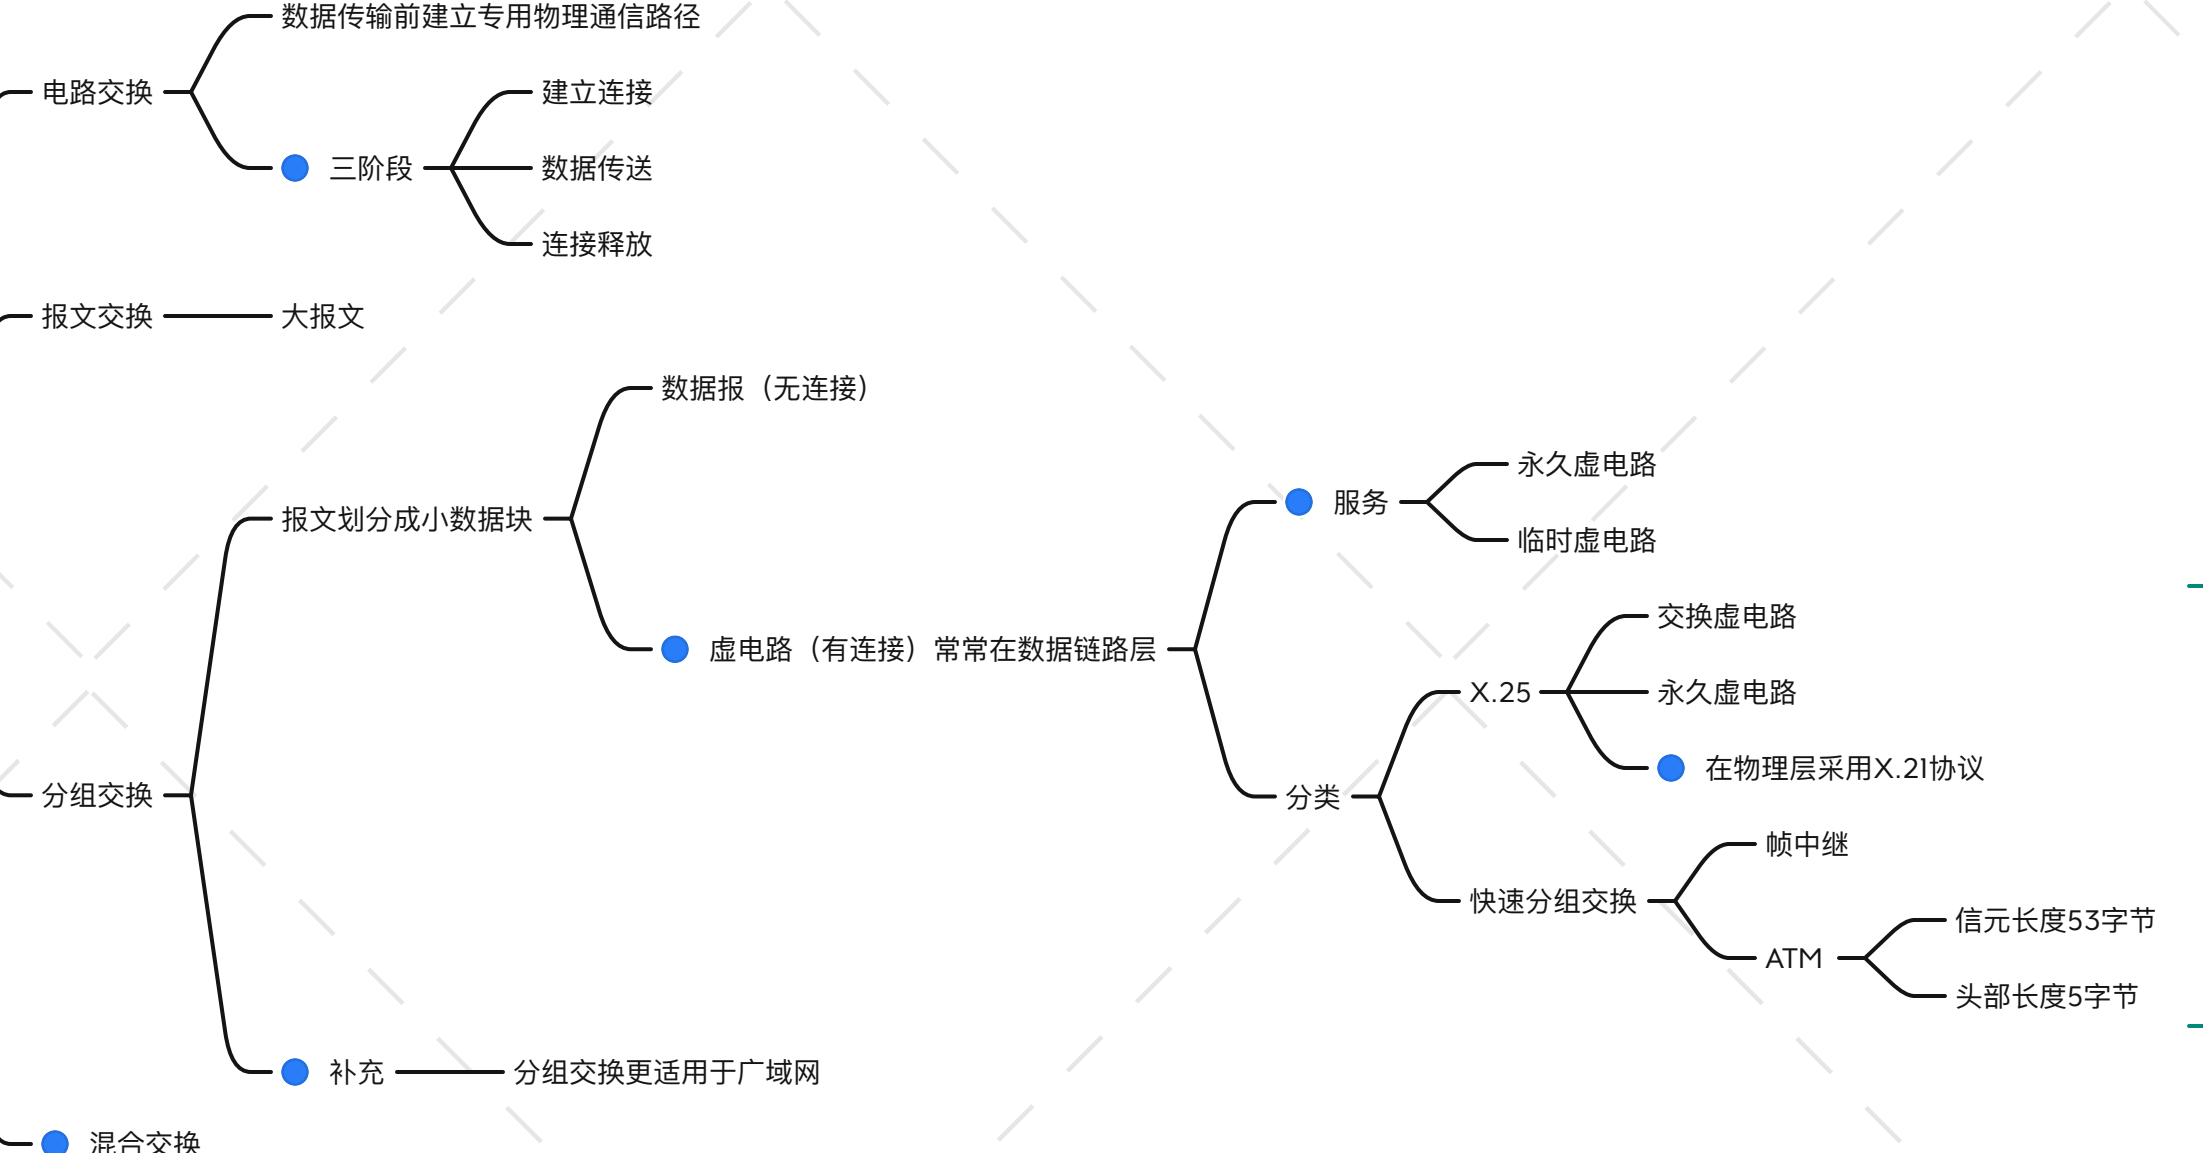 数据传输前建立专用物理通信路径
电路交换
建立连接
三阶段
数据传送
连接释放
报文交换
大报文
数据报（无连接）
报文划分成小数据块
虚电路（有连接）常常在数据链路层
服务
永久虚电路
临时虚电路
交换虚电路
X.25
永久虚电路
在物理层采用X.21协议
分类
分组交换
帧中继
快速分组交换
信元长度53字节
ATM
头部长度5字节
补充
分组交换更适用于广域网
混合交换